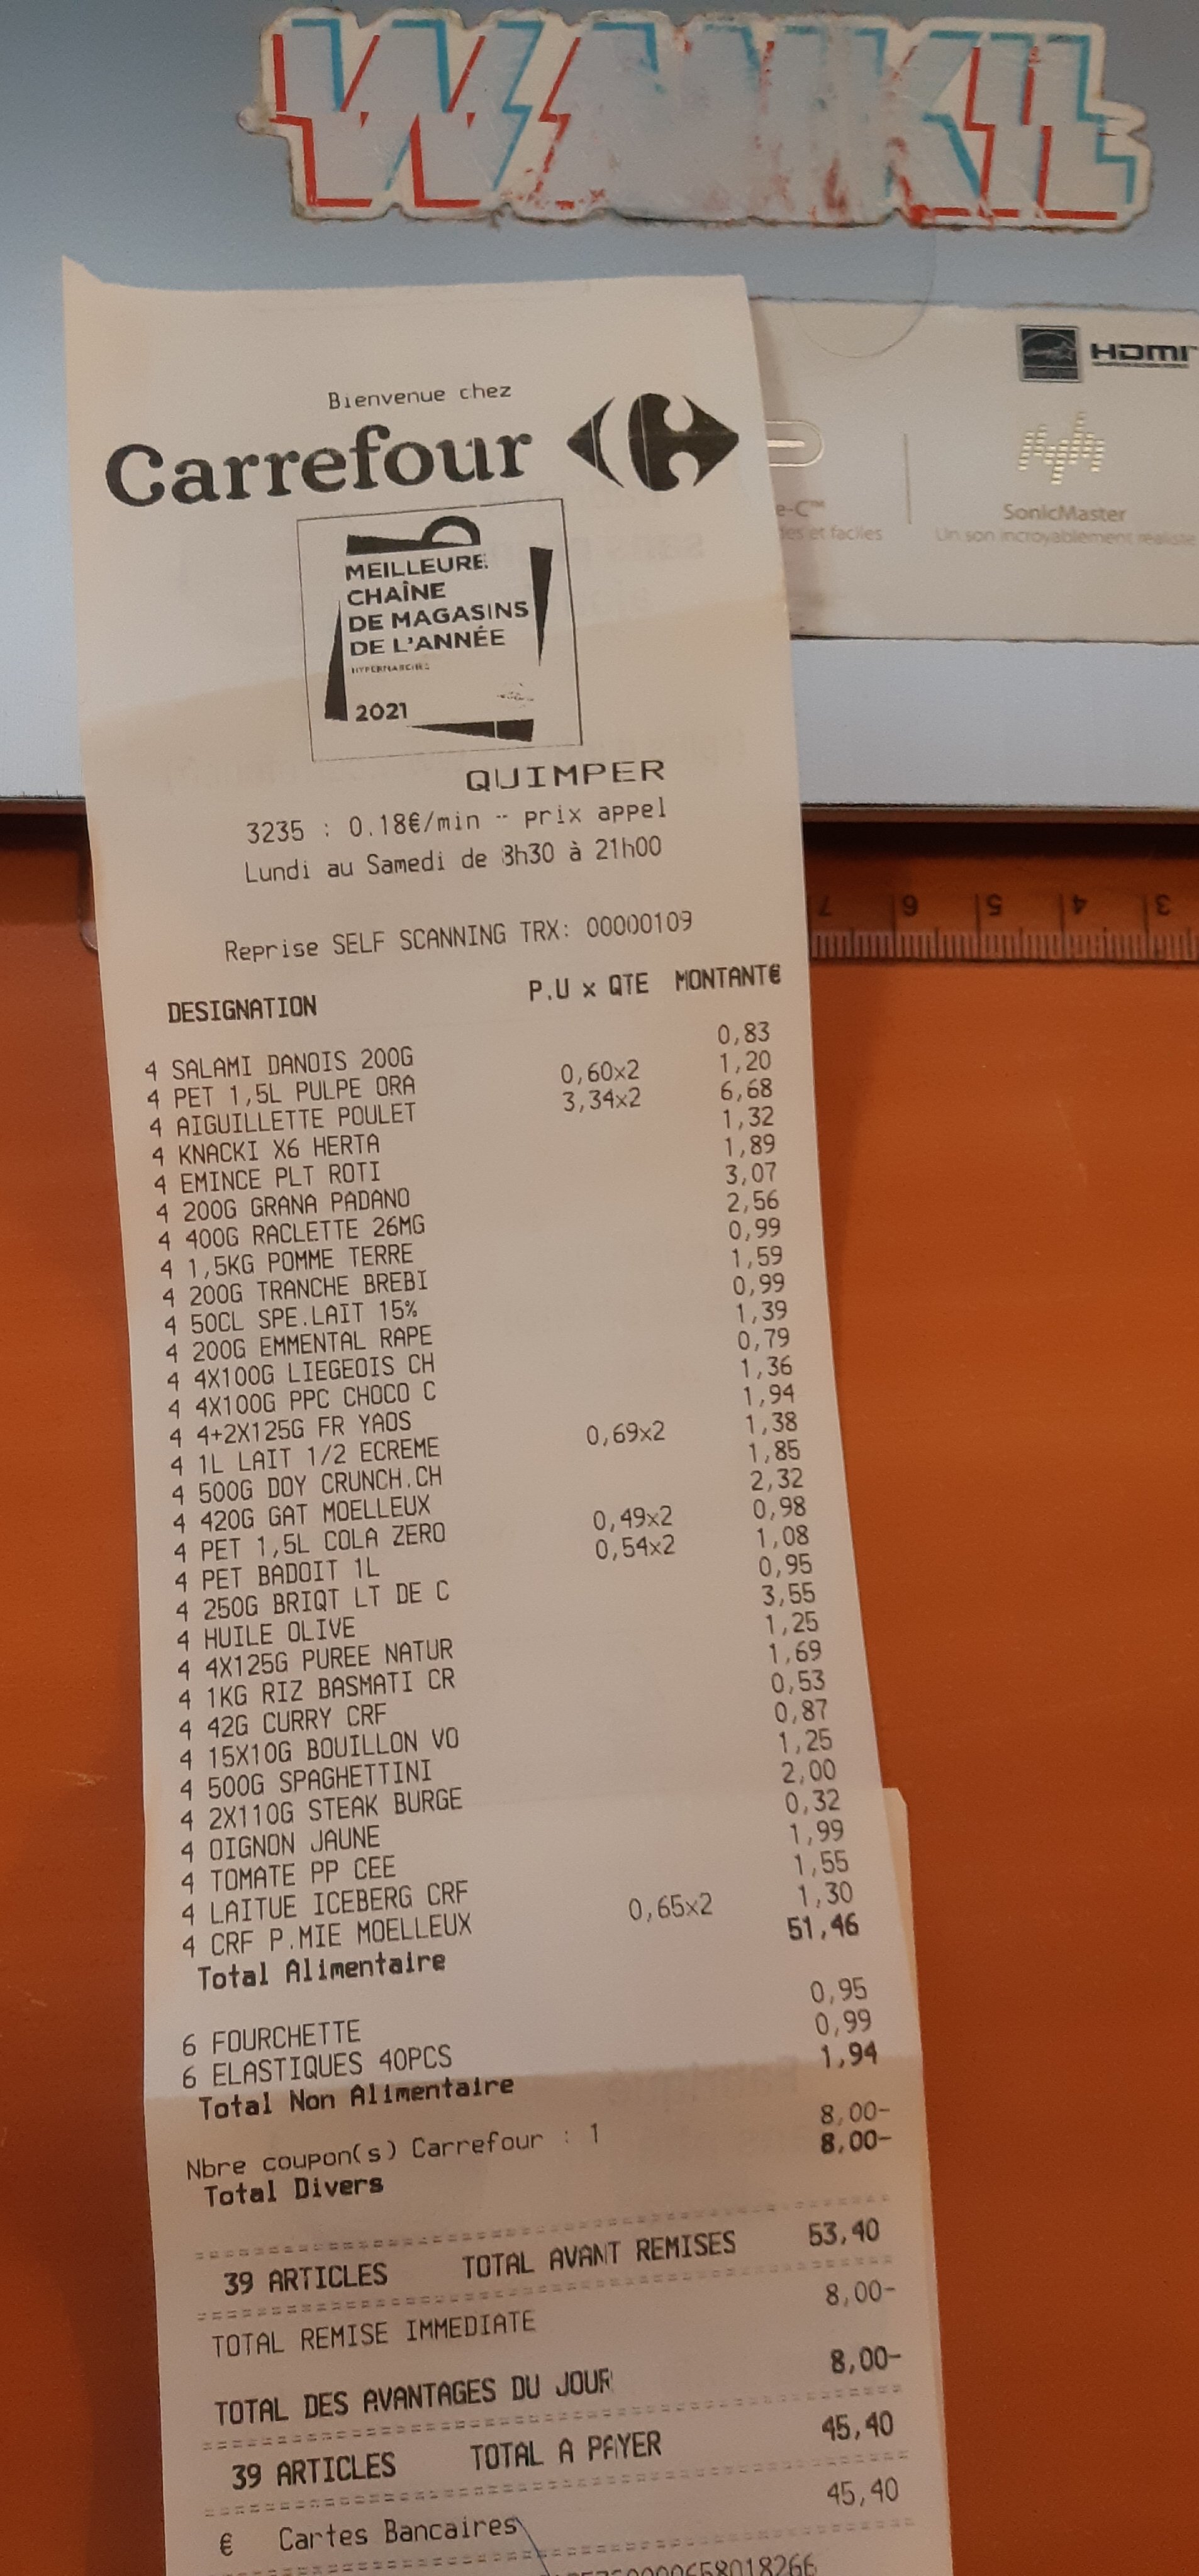 HDMI
SonicMaster
Un son incroyablement réaliste
e-C™
et faciles
Bienvenue chez
Carrefour
MEILLEURE
CHAÎNE
DE MAGASINS
DE L'ANNÉE
HYPERMARCHÉS
2021
QUIMPER
3235 : 0.18€/min - prix appel
Lundi au Samedi de 8h30 à 21h00
7 6 5 4 3
Reprise SELF SCANNING TRX: 00000109
DESIGNATION P.U x QTE MONTANT€
4 SALAMI DANOIS 200G 0,83
4 PET 1,5L PULPE ORA 0,60x2 1,20
4 AIGUILLETTE POULET 3,34x2 6,68
4 KNACKI X6 HERTA 1,32
4 EMINCE PLT ROTI 1,89
4 200G GRANA PADANO 3,07
4 400G RACLETTE 26MG 2,56
4 1,5KG POMME TERRE 0,99
4 200G TRANCHE BREBI 1,59
4 50CL SPE.LAIT 15% 0,99
4 200G EMMENTAL RAPE 1,39
4 4X100G LIEGEOIS CH 0,79
4 4X100G PPC CHOCO C 1,36
4 4+2X125G FR YAOS 1,94
4 1L LAIT 1/2 ECREME 0,69x2 1,38
4 500G DOY CRUNCH.CH 1,85
4 420G GAT MOELLEUX 2,32
4 PET 1,5L COLA ZERO 0,49x2 0,98
4 PET BADOIT 1L 0,54x2 1,08
4 250G BRIQT LT DE C 0,95
4 HUILE OLIVE 3,55
4 4X125G PUREE NATUR 1,25
4 1KG RIZ BASMATI CR 1,69
4 42G CURRY CRF 0,53
4 15X10G BOUILLON VO 0,87
4 500G SPAGHETTINI 1,25
4 2X110G STEAK BURGE 2,00
4 OIGNON JAUNE 0,32
4 TOMATE PP CEE 1,99
4 LAITUE ICEBERG CRF 1,55
4 CRF P.MIE MOELLEUX 0,65x2 1,30
Total Alimentaire 51,46
6 FOURCHETTE 0,95
6 ELASTIQUES 40PCS 0,99
Total Non Alimentaire 1,94
Nbre coupon(s) Carrefour : 1 8,00-
Total Divers 8,00-
39 ARTICLES TOTAL AVANT REMISES 53,40
TOTAL REMISE IMMEDIATE 8,00-
TOTAL DES AVANTAGES DU JOUR 8,00-
39 ARTICLES TOTAL A PAYER 45,40
€ Cartes Bancaires 45,40